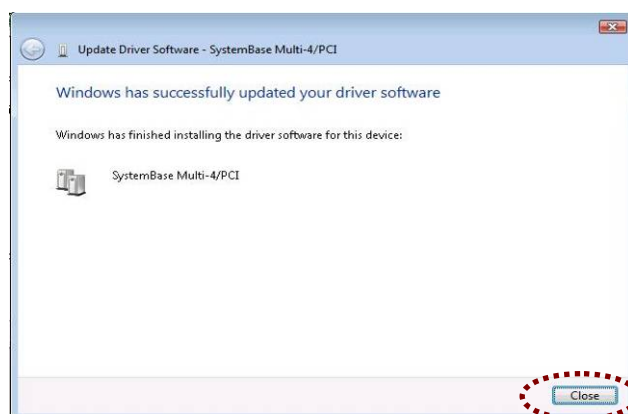 Update Driver Software - SystemBase Multi-4/PCI
Windows has successfully updated your driver software
Windows has finished installing the driver software for this device:
SystemBase Multi-4/PCI
Close